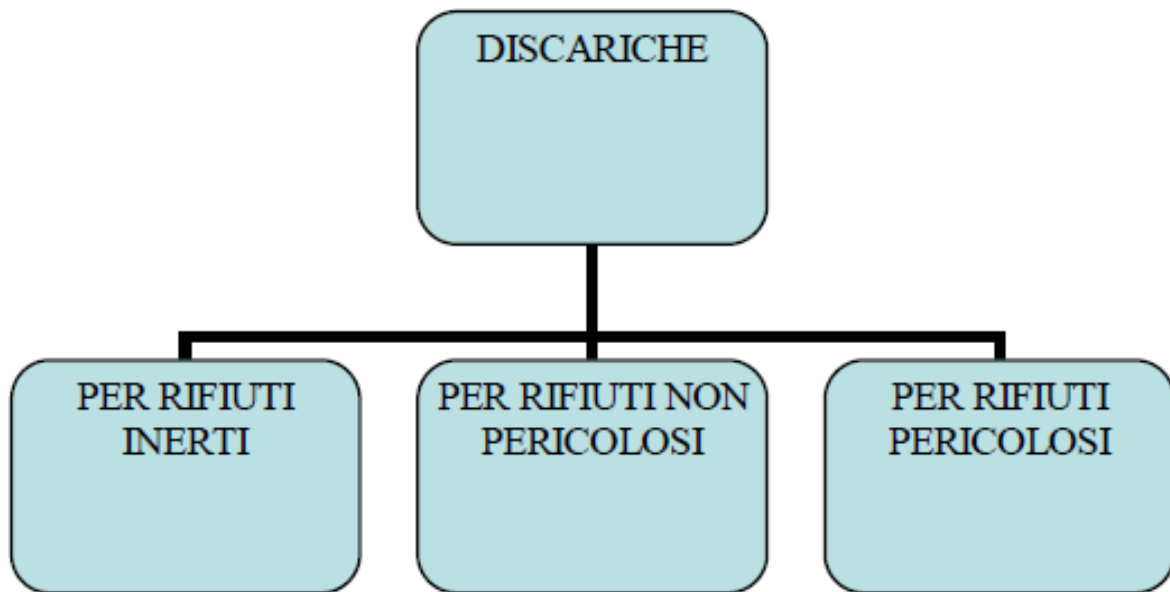 DISCARICHE
PER RIFIUTI
INERTI
PER RIFIUTI NON
PERICOLOSI
PER RIFIUTI
PERICOLOSI